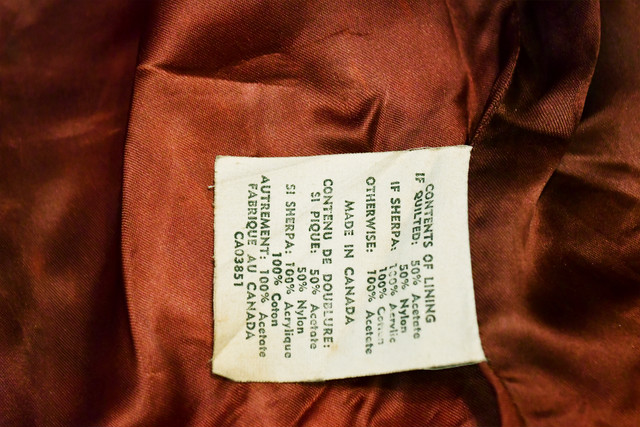 CONTENTS OF LINING
IF QUILTED: 50% Acetate
50% Nylon
IF SHERPA: 100% Acrylic
100% Cotton
OTHERWISE: 100% Acetate
MADE IN CANADA
CONTENU DE DOUBLURE:
SI PIQUE: 50% Acetate
50% Nylon
SI SHERPA: 100% Acrylique
100% Coton
AUTREMENT: 100% Acetate
FABRIQUE AU CANADA
CA03851